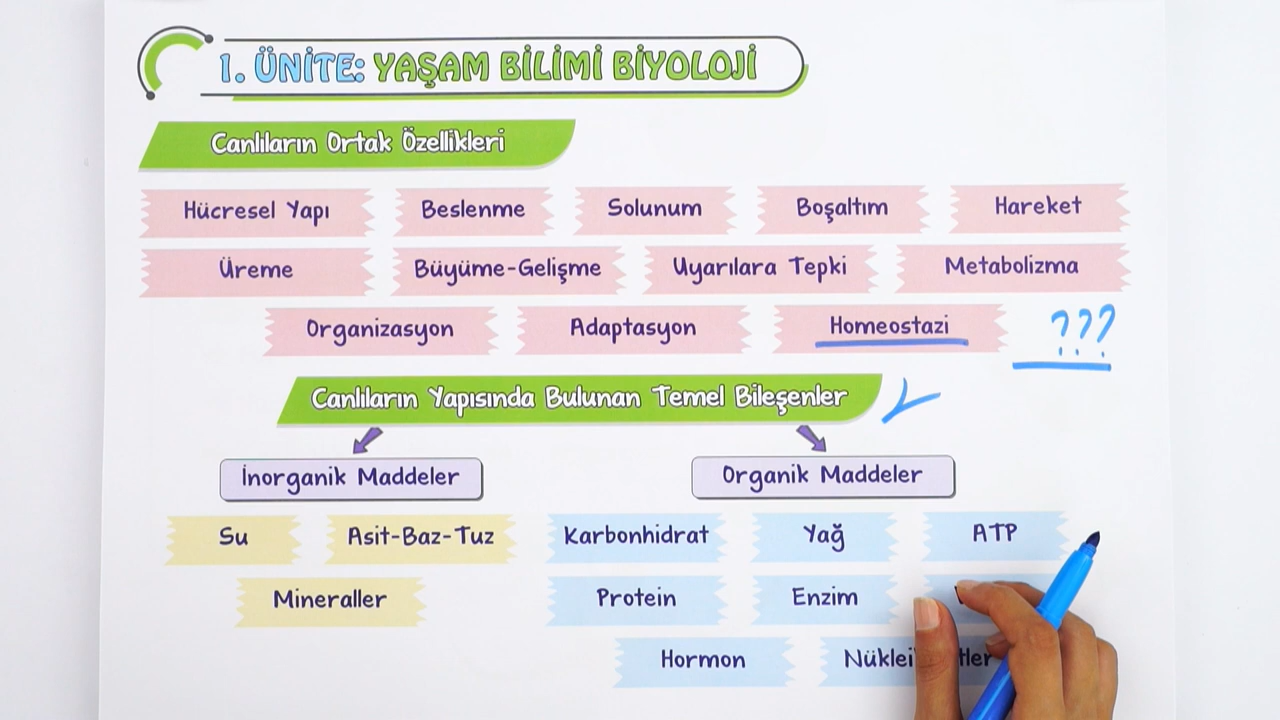 1. ÜNİTE: YAŞAM BİLİMİ BİYOLOJİ
Canlıların Ortak Özellikleri
Hücresel Yapı Beslenme Solunum Boşaltım Hareket
Üreme Büyüme-Gelişme Uyarılara Tepki Metabolizma
Organizasyon Adaptasyon Homeostazi ???
Canlıların Yapısında Bulunan Temel Bileşenler
İnorganik Maddeler Organik Maddeler
Su Asit-Baz-Tuz Karbonhidrat Yağ ATP
Mineraller Protein Enzim
Hormon